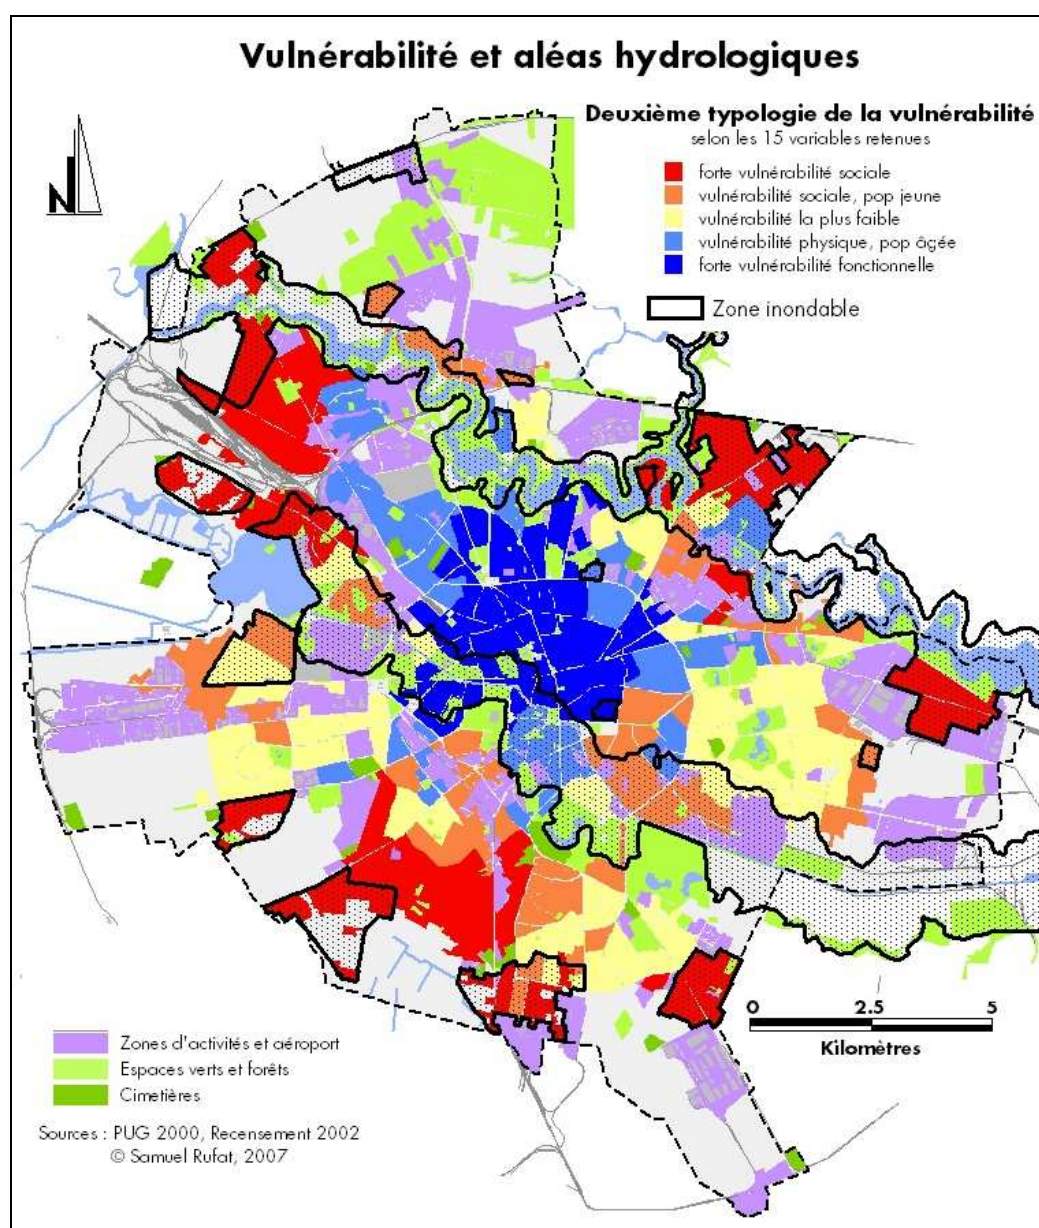 Vulnérabilité et aléas hydrologiques
Deuxième typologie de la vulnérabilité
selon les 15 variables retenues
forte vulnérabilité sociale
vulnérabilité sociale, pop jeune
vulnérabilité la plus faible
vulnérabilité physique, pop âgée
forte vulnérabilité fonctionnelle
Zone inondable
N
0 2.5 5
Kilomètres
Zones d'activités et aéroport
Espaces verts et forêts
Cimetières
Sources : PUG 2000, Recensement 2002
© Samuel Rufat, 2007